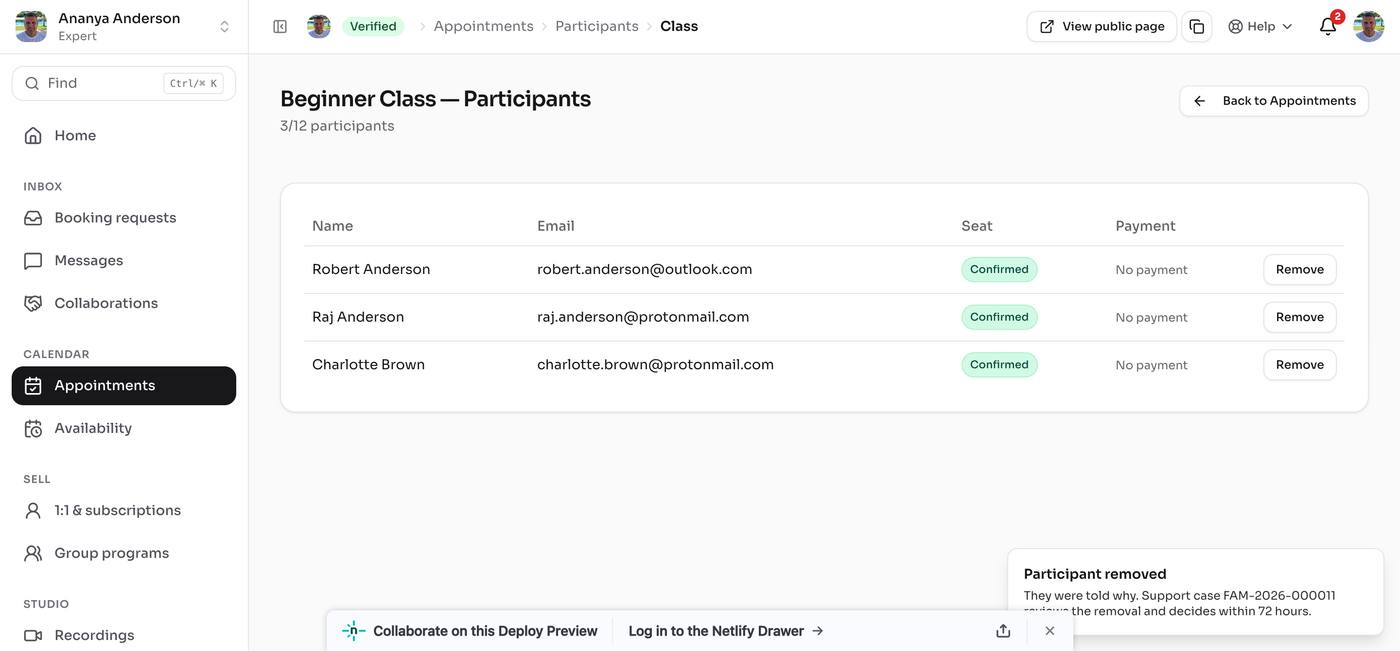 Ananya Anderson
Expert
Verified
Appointments
Participants
Class
View public page
Help
2
Find
Ctrl/⌘ K
Home
INBOX
Booking requests
Messages
Collaborations
CALENDAR
Appointments
Availability
SELL
1:1 & subscriptions
Group programs
STUDIO
Recordings
Beginner Class — Participants
3/12 participants
Back to Appointments
Name Email Seat Payment
Robert Anderson robert.anderson@outlook.com Confirmed No payment Remove
Raj Anderson raj.anderson@protonmail.com Confirmed No payment Remove
Charlotte Brown charlotte.brown@protonmail.com Confirmed No payment Remove
Participant removed
They were told why. Support case FAM-2026-000011
reviews the removal and decides within 72 hours.
n Collaborate on this Deploy Preview
Log in to the Netlify Drawer →